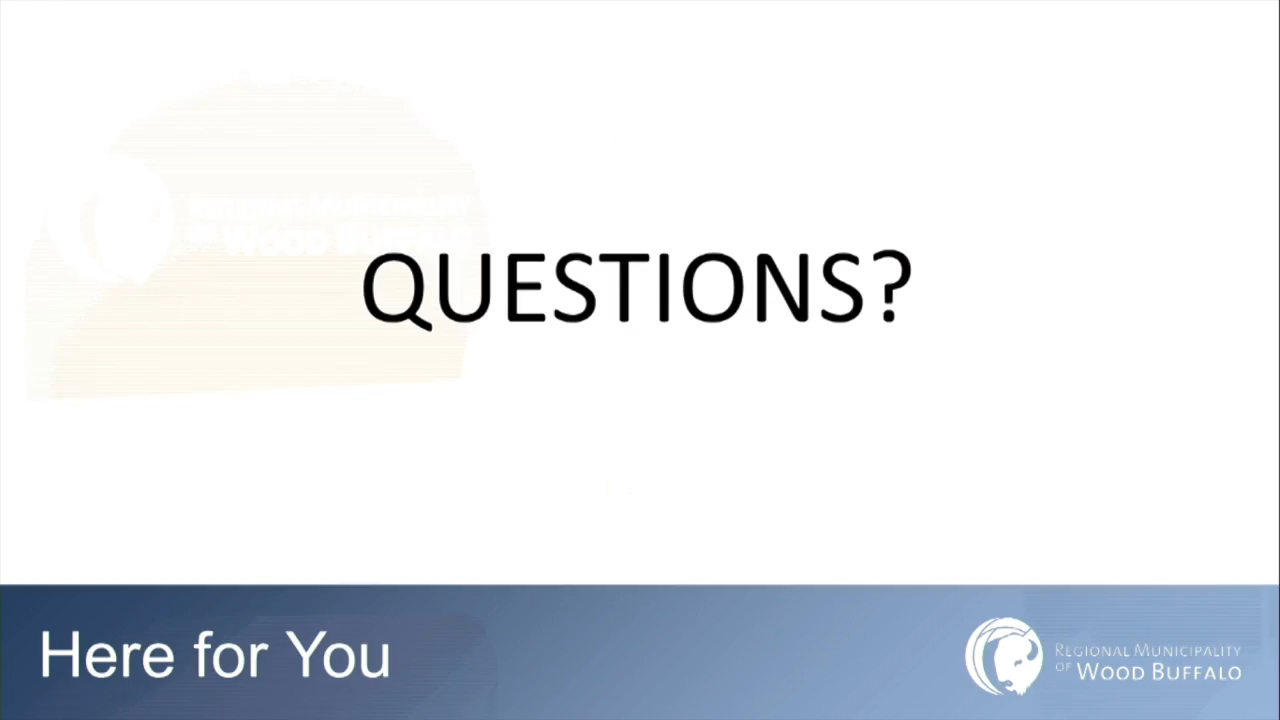 QUESTIONS?
Here for You
REGIONAL MUNICIPALITY
OF WOOD BUFFALO